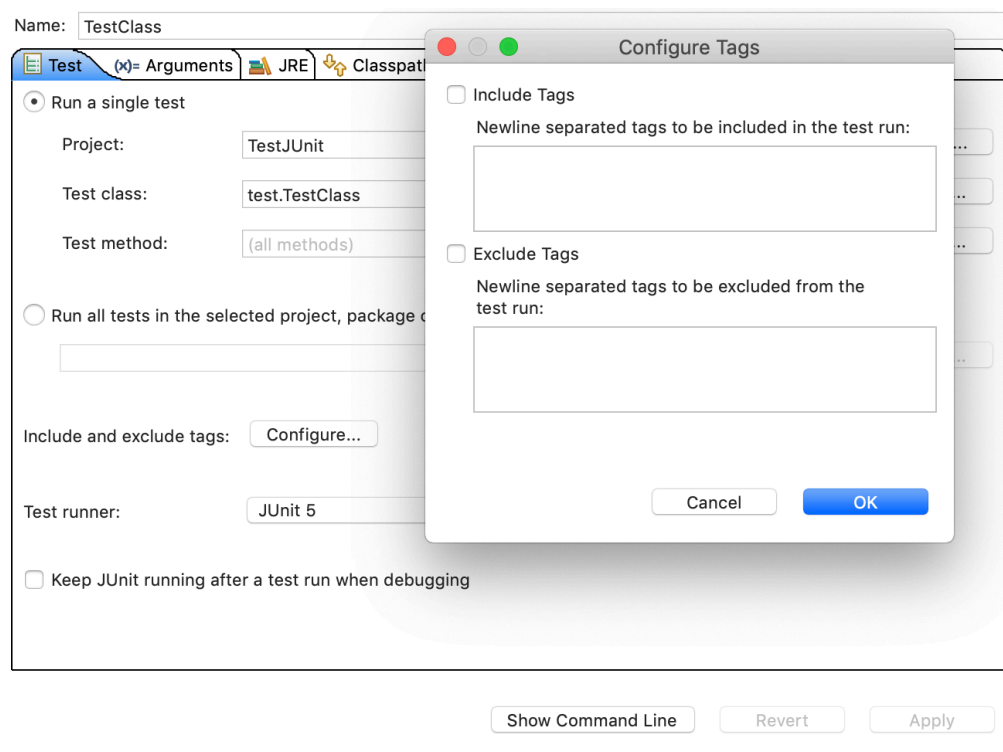 Name: TestClass
Test (x)= Arguments JRE
Run a single test
Project: TestJUnit
Test class: test.TestClass
Test method: (all methods)
Run all tests in the selected project, package
Include and exclude tags: Configure...
Test runner: JUnit 5
Keep JUnit running after a test run when debugging
Show Command Line Revert Apply
Configure Tags
Include Tags
Newline separated tags to be included in the test run:
Exclude Tags
Newline separated tags to be excluded from the
test run:
Cancel OK
...
...
...
...